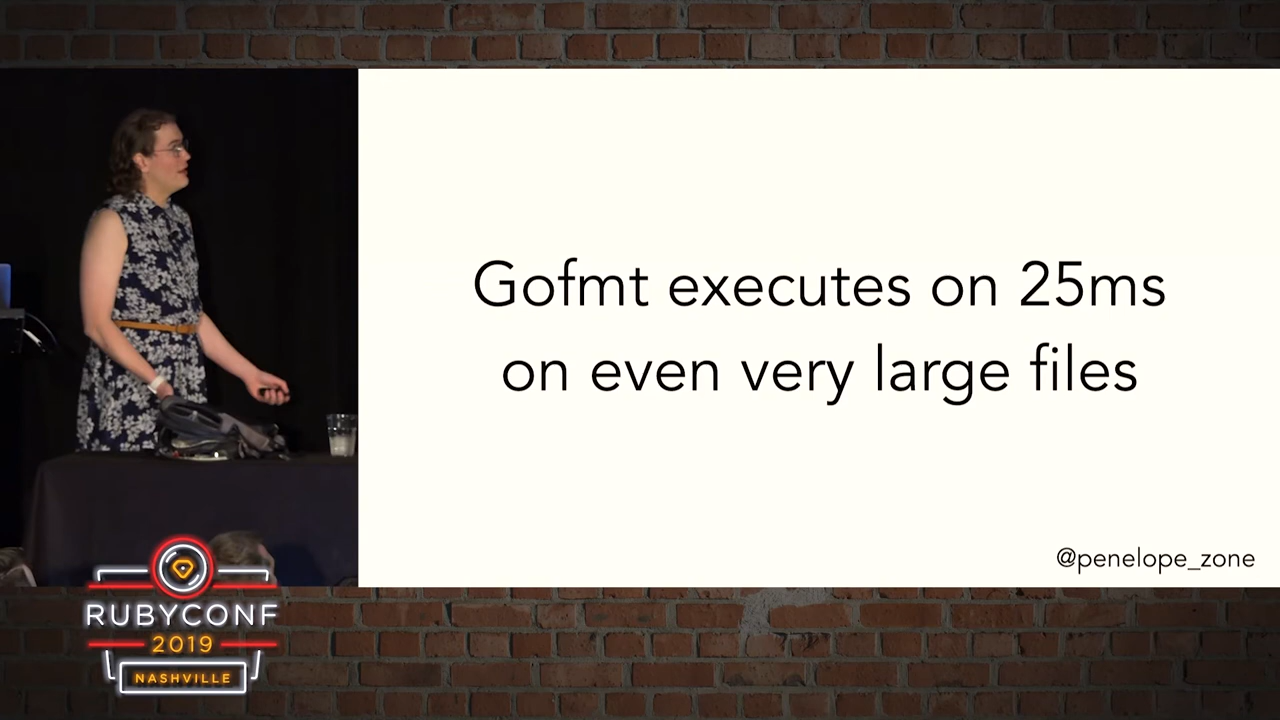 Gofmt executes on 25ms
on even very large files
@penelope_zone
RUBYCONF
2019
NASHVILLE